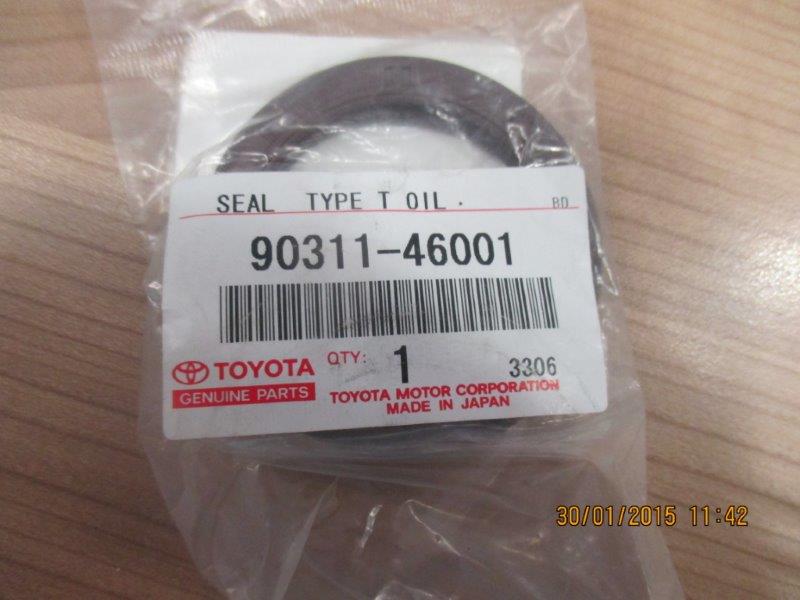 SEAL TYPE T OIL. BD
90311-46001
TOYOTA QTY: 1 3306
GENUINE PARTS TOYOTA MOTOR CORPORATION
MADE IN JAPAN
30/01/2015 11:42